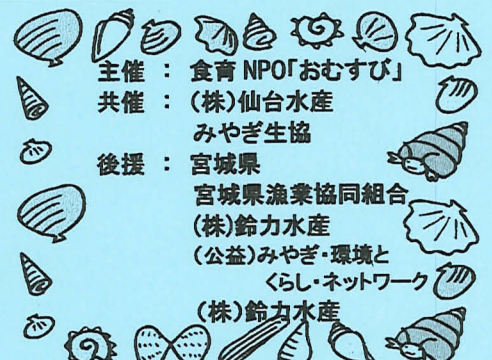 主催 : 食育 NPO「おむすび」
共催 : (株)仙台水産
みやぎ生協
後援 : 宮城県
宮城県漁業協同組合
(株)鈴力水産
(公益)みやぎ・環境と
くらし・ネットワーク
(株)鈴力水産